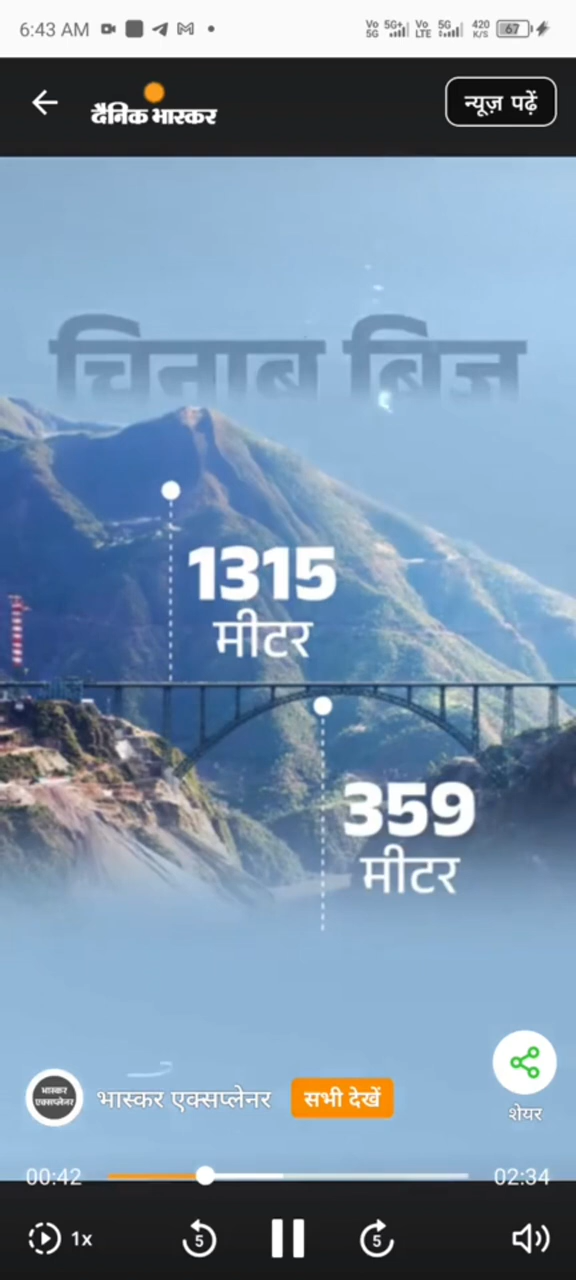 6:43 AM
Vo 5G 5G+ Vo LTE 5G 420 K/S 67
दैनिक भास्कर
न्यूज़ पढ़ें
चिनाब ब्रिज
1315
मीटर
359
मीटर
भास्कर एक्सप्लेनर
भास्कर एक्सप्लेनर
सभी देखें
शेयर
00:42
02:34
1x
5
5